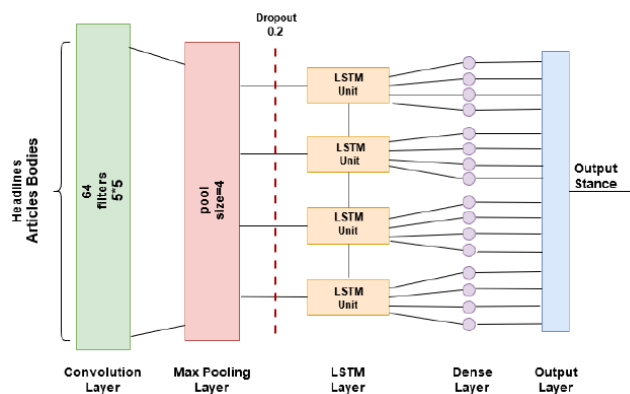 Dropout
0.2
Headlines
Articles Bodies
64
filters
5*5
pool
size=4
LSTM
Unit
LSTM
Unit
LSTM
Unit
LSTM
Unit
Output
Stance
Convolution
Layer
Max Pooling
Layer
LSTM
Layer
Dense
Layer
Output
Layer